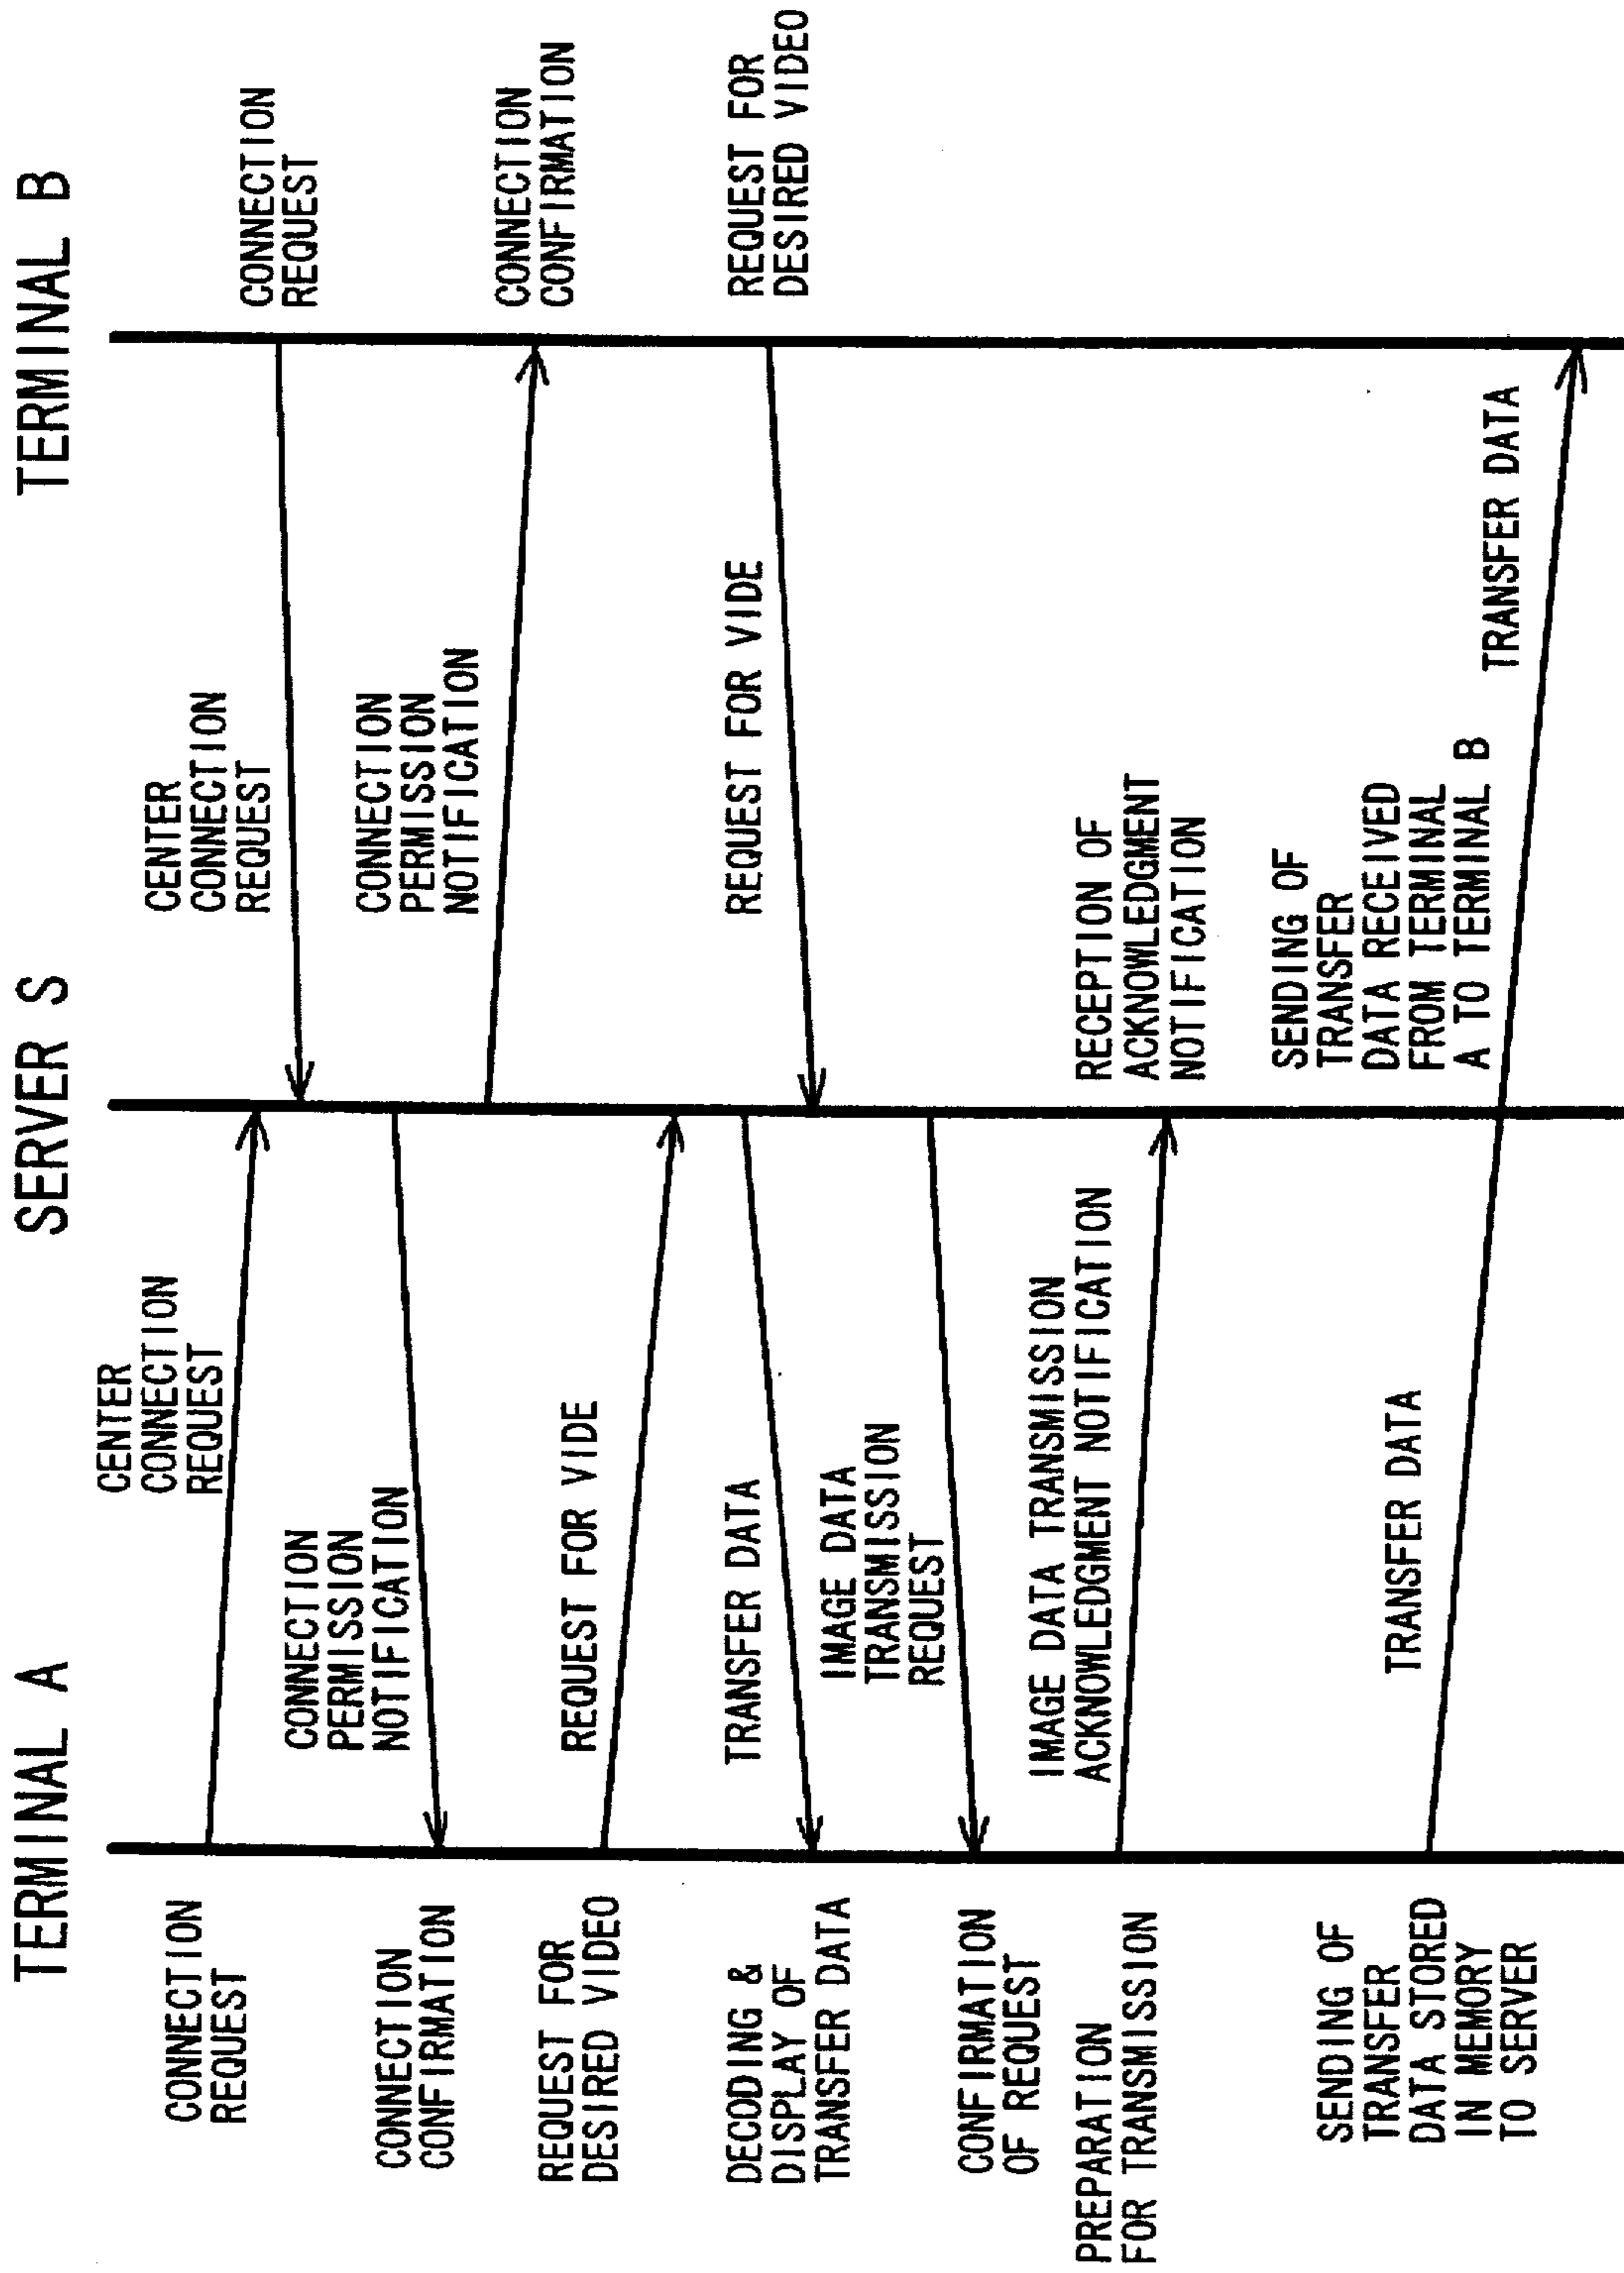 TERMINAL A
SERVER S
TERMINAL B
CONNECTION
REQUEST
CENTER
CONNECTION
REQUEST
CENTER
CONNECTION
REQUEST
CONNECTION
REQUEST
CONNECTION
CONFIRMATION
CONNECTION
PERMISSION
NOTIFICATION
CONNECTION
PERMISSION
NOTIFICATION
CONNECTION
CONFIRMATION
REQUEST FOR
DESIRED VIDEO
REQUEST FOR VIDE
REQUEST FOR VIDE
REQUEST FOR
DESIRED VIDEO
DECODING &
DISPLAY OF
TRANSFER DATA
TRANSFER DATA
IMAGE DATA
TRANSMISSION
REQUEST
CONFIRMATION
OF REQUEST
PREPARATION
FOR TRANSMISSION
IMAGE DATA TRANSMISSION
ACKNOWLEDGMENT NOTIFICATION
RECEPTION OF
ACKNOWLEDGMENT
NOTIFICATION
SENDING OF
TRANSFER
DATA STORED
IN MEMORY
TO SERVER
TRANSFER DATA
SENDING OF
TRANSFER
DATA RECEIVED
FROM TERMINAL
A TO TERMINAL B
TRANSFER DATA